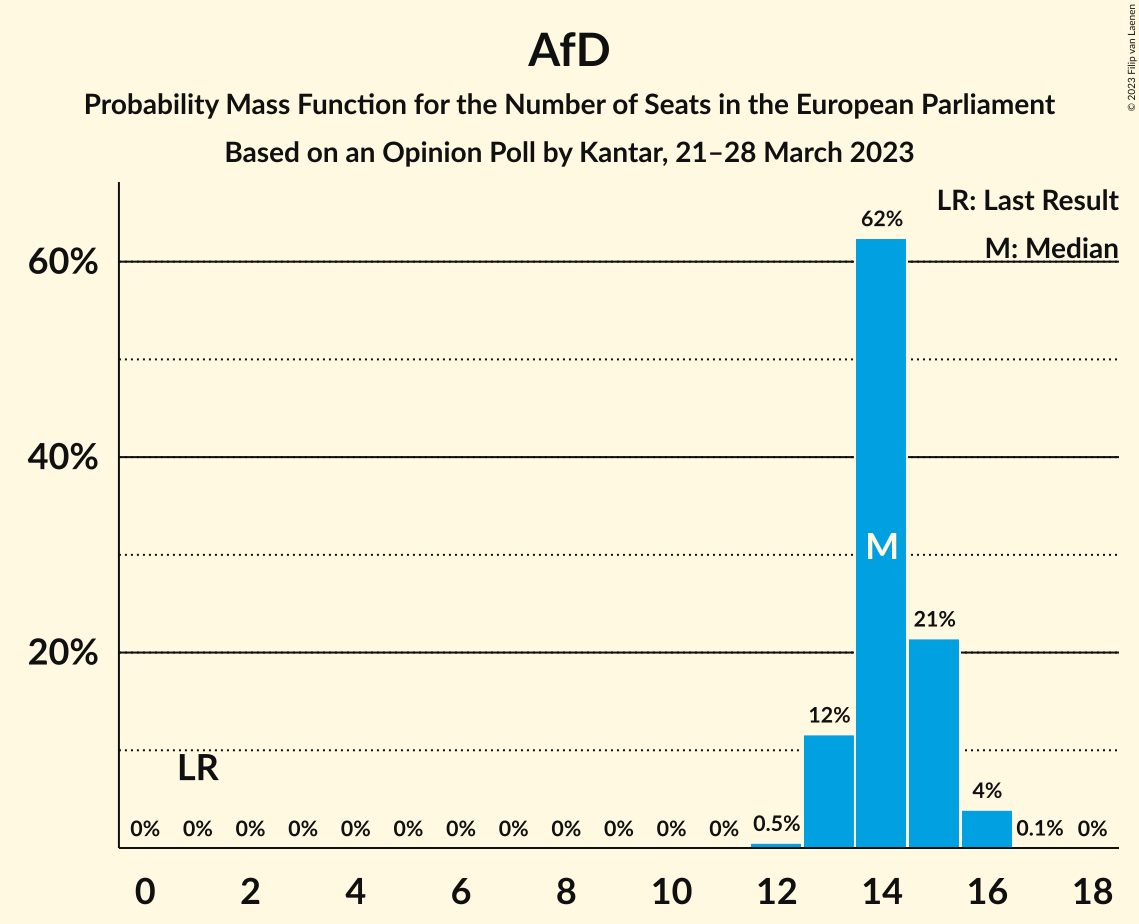 AfD
Probability Mass Function for the Number of Seats in the European Parliament
Based on an Opinion Poll by Kantar, 21–28 March 2023
© 2023 Filip van Laenen
LR: Last Result
M: Median
60%
40%
20%
62%
M
21%
12%
4%
LR
0% 0% 0% 0% 0% 0% 0% 0% 0% 0% 0% 0% 0.5% 0.1% 0%
0 2 4 6 8 10 12 14 16 18